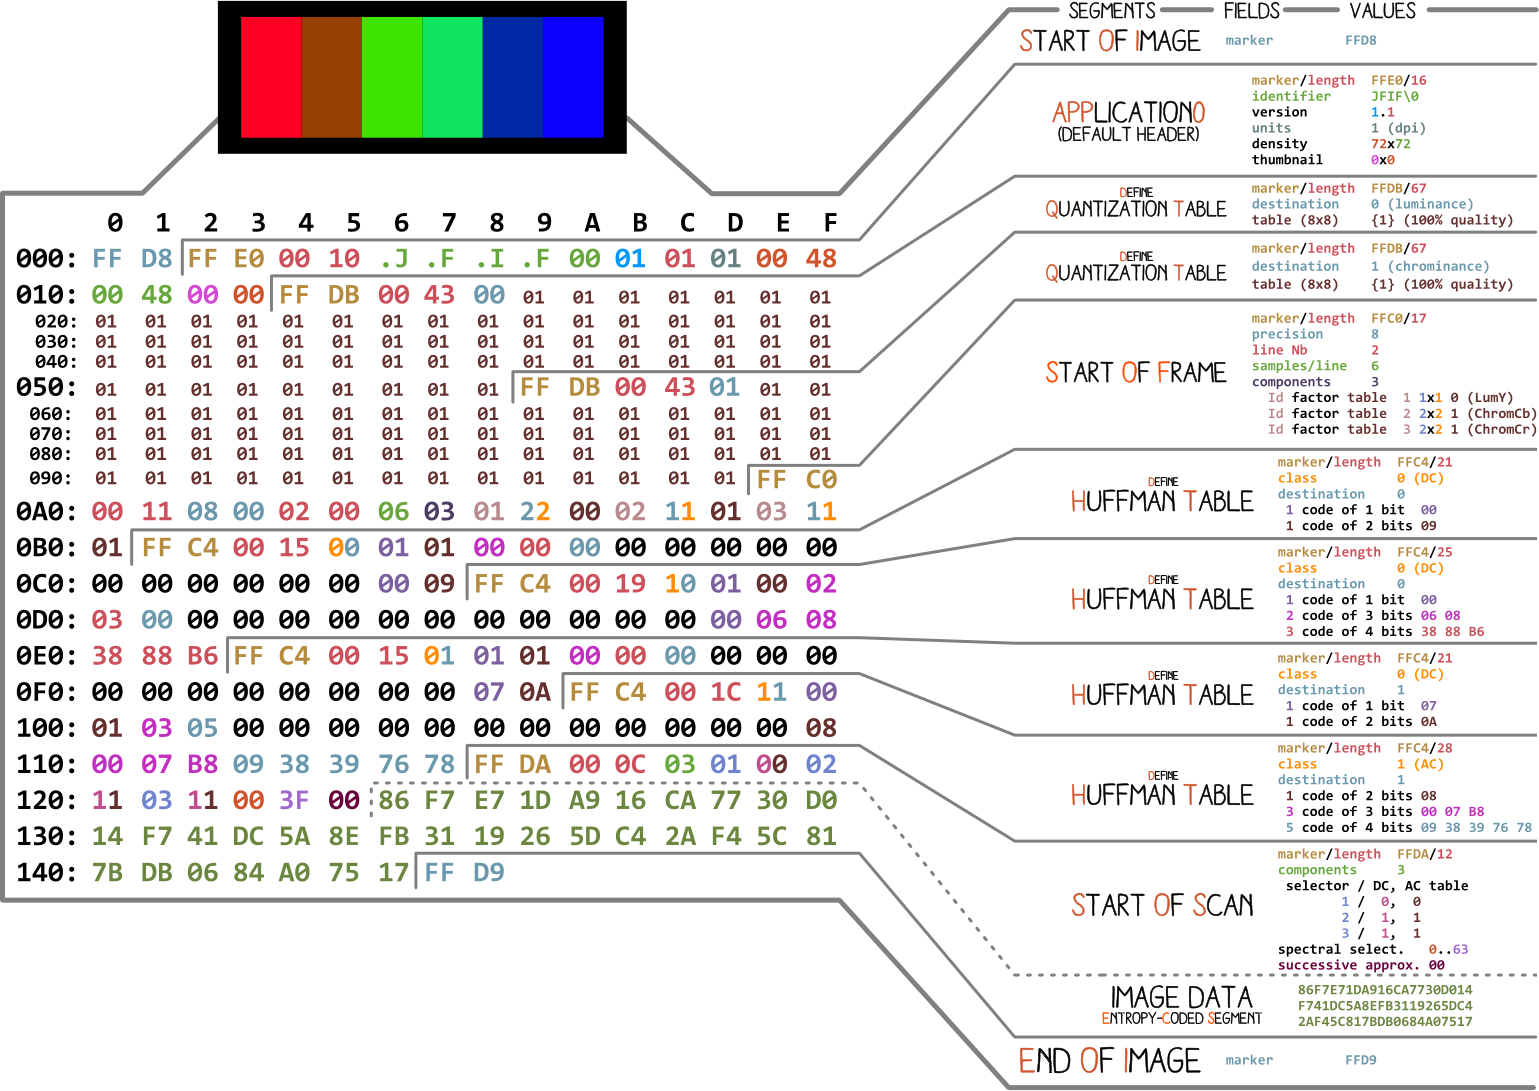 0 1 2 3 4 5 6 7 8 9 A B C D E F
000: FF D8 FF E0 00 10 .J .F .I .F 00 01 01 01 00 48
010: 00 48 00 00 FF DB 00 43 00 01 01 01 01 01 01 01
020: 01 01 01 01 01 01 01 01 01 01 01 01 01 01 01 01
030: 01 01 01 01 01 01 01 01 01 01 01 01 01 01 01 01
040: 01 01 01 01 01 01 01 01 01 01 01 01 01 01 01 01
050: 01 01 01 01 01 01 01 01 01 FF DB 00 43 01 01 01
060: 01 01 01 01 01 01 01 01 01 01 01 01 01 01 01 01
070: 01 01 01 01 01 01 01 01 01 01 01 01 01 01 01 01
080: 01 01 01 01 01 01 01 01 01 01 01 01 01 01 01 01
090: 01 01 01 01 01 01 01 01 01 01 01 01 01 01 FF C0
0A0: 00 11 08 00 02 00 06 03 01 22 00 02 11 01 03 11
0B0: 01 FF C4 00 15 00 01 01 00 00 00 00 00 00 00 00
0C0: 00 00 00 00 00 00 00 09 FF C4 00 19 10 01 00 02
0D0: 03 00 00 00 00 00 00 00 00 00 00 00 00 00 06 08
0E0: 38 88 B6 FF C4 00 15 01 01 01 00 00 00 00 00 00
0F0: 00 00 00 00 00 00 00 00 07 0A FF C4 00 1C 11 00
100: 01 03 05 00 00 00 00 00 00 00 00 00 00 00 00 08
110: 00 07 B8 09 38 39 76 78 FF DA 00 0C 03 01 00 02
120: 11 03 11 00 3F 00 86 F7 E7 1D A9 16 CA 77 30 D0
130: 14 F7 41 DC 5A 8E FB 31 19 26 5D C4 2A F4 5C 81
140: 7B DB 06 84 A0 75 17 FF D9
SEGMENTS FIELDS VALUES
START OF IMAGE marker FFD8
APPLICATION0
(DEFAULT HEADER)
marker/length FFE0/16
identifier JFIF\0
version 1.1
units 1 (dpi)
density 72x72
thumbnail 0x0
DEFINE
QUANTIZATION TABLE
marker/length FFDB/67
destination 0 (luminance)
table (8x8) {1} (100% quality)
DEFINE
QUANTIZATION TABLE
marker/length FFDB/67
destination 1 (chrominance)
table (8x8) {1} (100% quality)
START OF FRAME
marker/length FFC0/17
precision 8
line Nb 2
samples/line 6
components 3
Id factor table 1 1x1 0 (LumY)
Id factor table 2 2x2 1 (ChromCb)
Id factor table 3 2x2 1 (ChromCr)
DEFINE
HUFFMAN TABLE
marker/length FFC4/21
class 0 (DC)
destination 0
1 code of 1 bit 00
1 code of 2 bits 09
DEFINE
HUFFMAN TABLE
marker/length FFC4/25
class 0 (DC)
destination 0
1 code of 1 bit 00
2 code of 3 bits 06 08
3 code of 4 bits 38 88 B6
DEFINE
HUFFMAN TABLE
marker/length FFC4/21
class 0 (DC)
destination 1
1 code of 1 bit 07
1 code of 2 bits 0A
DEFINE
HUFFMAN TABLE
marker/length FFC4/28
class 1 (AC)
destination 1
1 code of 2 bits 08
3 code of 3 bits 00 07 B8
5 code of 4 bits 09 38 39 76 78
START OF SCAN
marker/length FFDA/12
components 3
selector / DC, AC table
1 / 0, 0
2 / 1, 1
3 / 1, 1
spectral select. 0..63
successive approx. 00
IMAGE DATA
ENTROPY-CODED SEGMENT
86F7E71DA916CA7730D014
F741DC5A8EFB3119265DC4
2AF45C817BDB0684A07517
END OF IMAGE marker FFD9